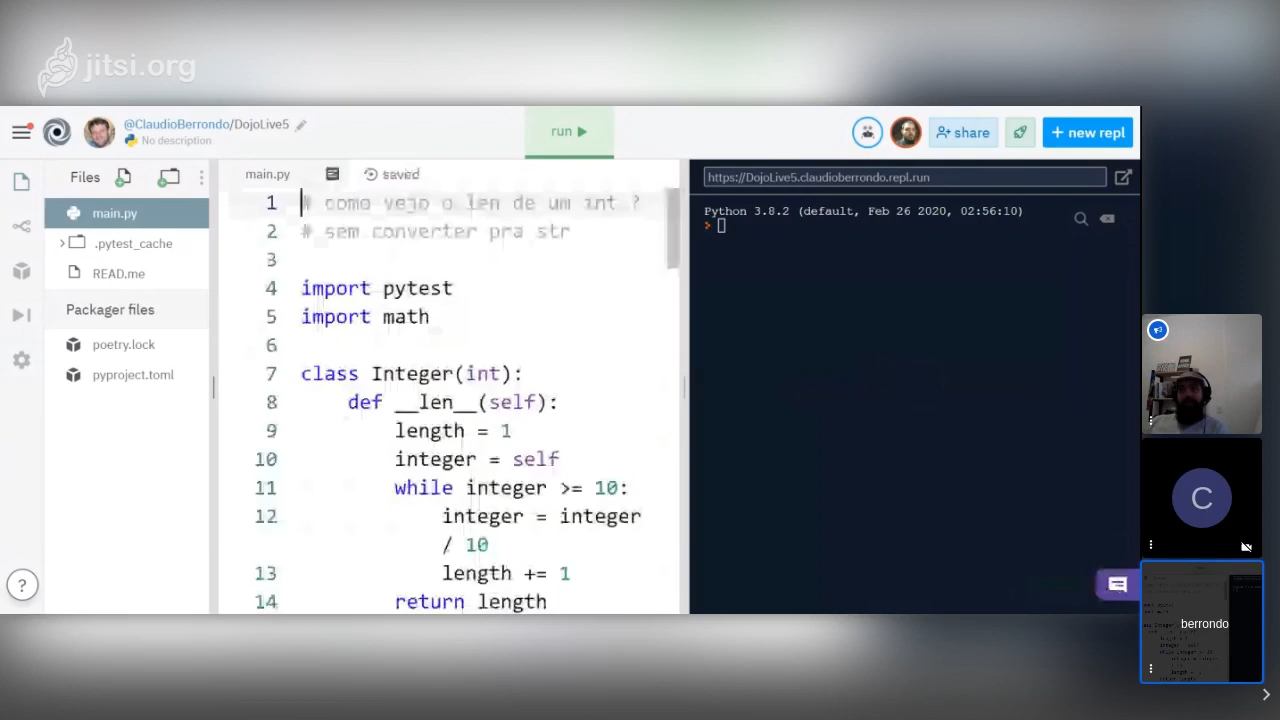 jitsi.org
@ClaudioBerrondo/DojoLive5
No description
run
share
+ new repl
Files
main.py
.pytest_cache
READ.me
Packager files
poetry.lock
pyproject.toml
?
main.py
saved
1 # como vejo o len de um int ?
2 # sem converter pra str
3
4 import pytest
5 import math
6
7 class Integer(int):
8 def __len__(self):
9 length = 1
10 integer = self
11 while integer >= 10:
12 integer = integer
/ 10
13 length += 1
14 return length
https://DojoLive5.claudioberrondo.repl.run
Python 3.8.2 (default, Feb 26 2020, 02:56:10)
>
C
berrondo